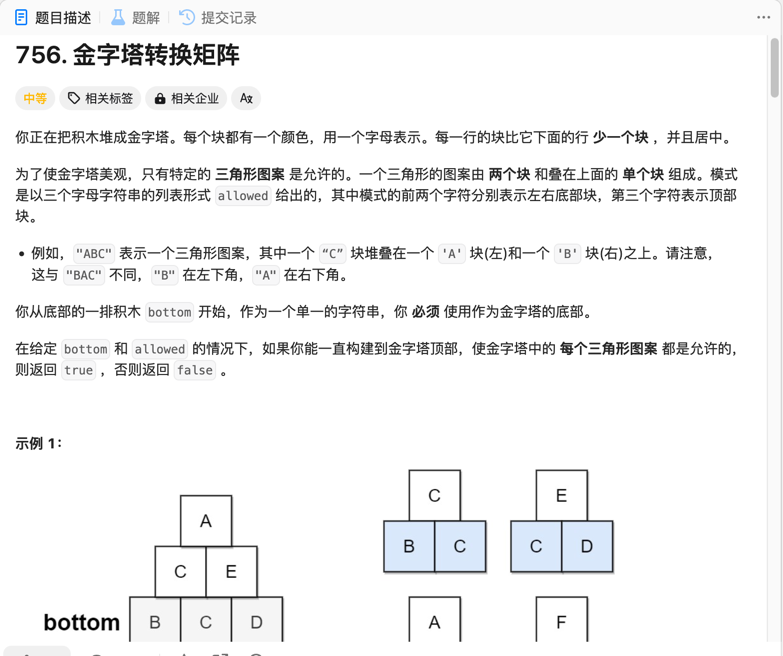 题目描述 题解 提交记录
756. 金字塔转换矩阵
中等 相关标签 相关企业 Az
你正在把积木堆成金字塔。每个块都有一个颜色，用一个字母表示。每一行的块比它下面的行 少一个块 ，并且居中。
为了使金字塔美观，只有特定的 三角形图案 是允许的。一个三角形的图案由 两个块 和叠在上面的 单个块 组成。模式
是以三个字母字符串的列表形式 allowed 给出的，其中模式的前两个字符分别表示左右底部块，第三个字符表示顶部
块。
• 例如，"ABC" 表示一个三角形图案，其中一个 “C” 块堆叠在一个 'A' 块(左)和一个 'B' 块(右)之上。请注意，
这与 "BAC" 不同，"B" 在左下角，"A" 在右下角。
你从底部的一排积木 bottom 开始，作为一个单一的字符串，你 必须 使用作为金字塔的底部。
在给定 bottom 和 allowed 的情况下，如果你能一直构建到金字塔顶部，使金字塔中的 每个三角形图案 都是允许的，
则返回 true ，否则返回 false 。
示例 1：
C E
A
B C C D
C E
A F
bottom B C D